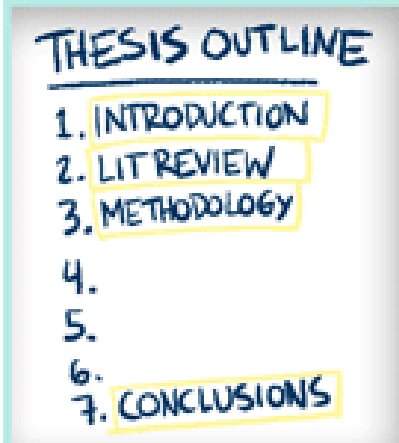 THESIS OUTLINE
1. INTRODUCTION
2. LIT REVIEW
3. METHODOLOGY
4.
5.
6.
7. CONCLUSIONS